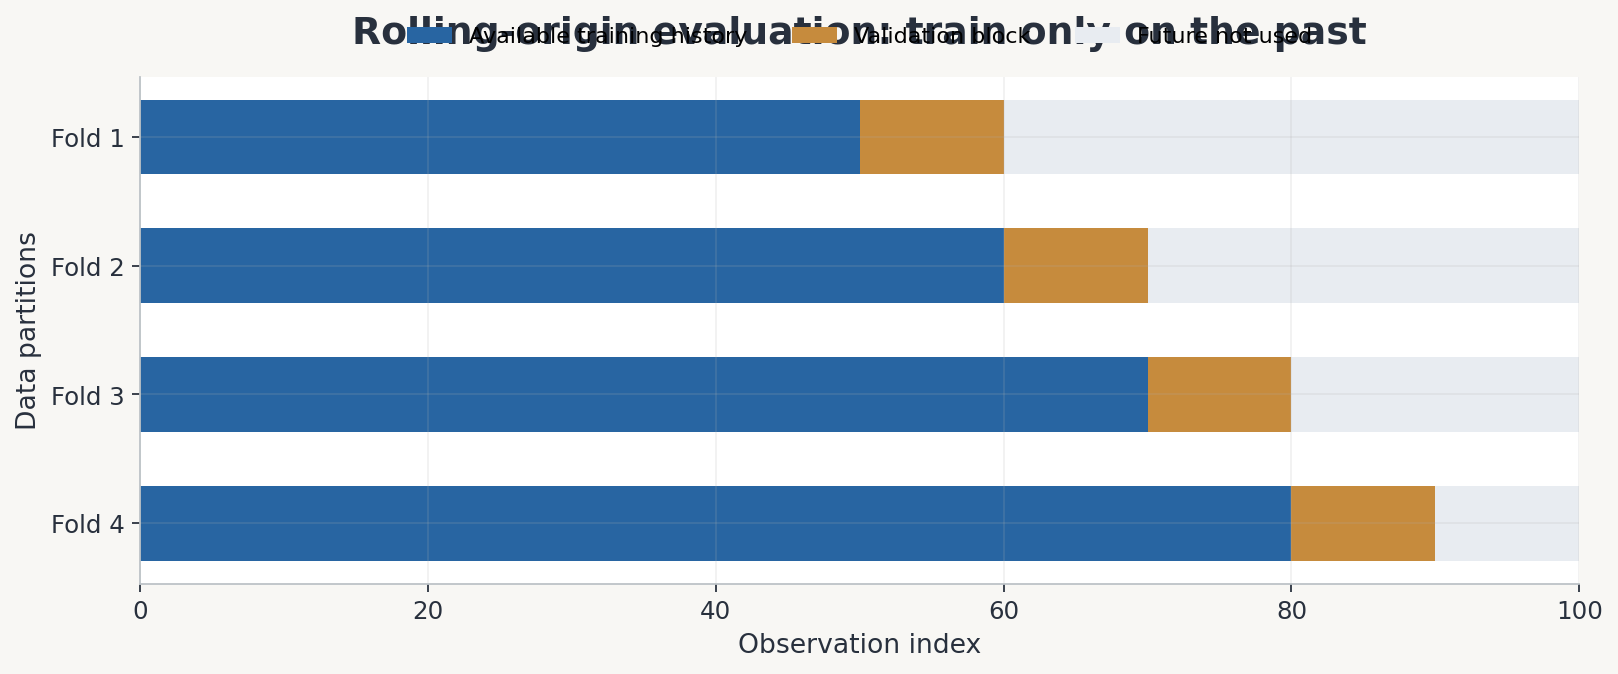 Rolling-origin evaluation: train only on the past
Available training history
Validation block
Future not used
Fold 1
Fold 2
Fold 3
Fold 4
Data partitions
0 20 40 60 80 100
Observation index